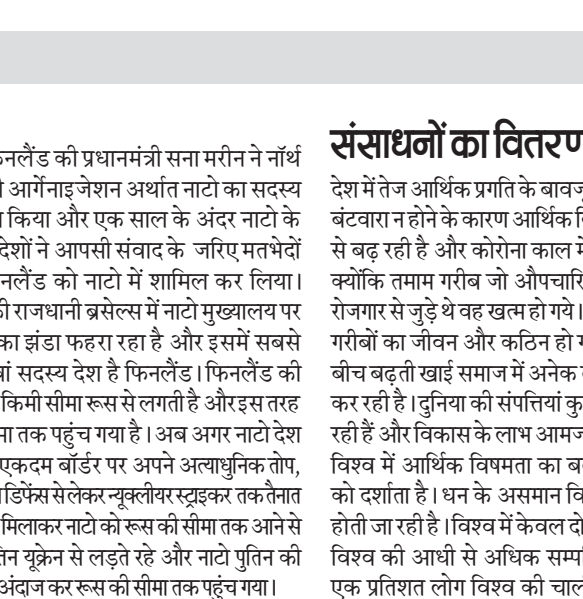 की प्रधानमंत्री सना मरीन ने नॉर्थ
आर्गेनाइजेशन अर्थात नाटो का सदस्य
किया और एक साल के अंदर नाटो के
देशों ने आपसी संवाद के जरिए मतभेदों
को नाटो में शामिल कर लिया।
राजधानी ब्रसेल्स में नाटो मुख्यालय पर
का झंडा फहरा रहा है और इसमें सबसे
सदस्य देश है फिनलैंड। फिनलैंड की
किमी सीमा रूस से लगती है और इस तरह
तक पहुंच गया है। अब अगर नाटो देश
एकदम बॉर्डर पर अपने अत्याधुनिक तोप,
डिफेंस से लेकर न्यूक्लीयर स्ट्राइकर तक तैनात
मिलाकर नाटो को रूस की सीमा तक आने से
यूक्रेन से लड़ते रहे और नाटो पुतिन की
अंदाज कर रूस की सीमा तक पहुंच गया।
संसाधनों का वितरण
देश में तेज आर्थिक प्रगति के
बंटवारा न होने के कारण आर्थिक
से बढ़ रही है और कोरोना काल
क्योंकि तमाम गरीब जो
रोजगार से जुड़े थे वह खत्म हो गये।
गरीबों का जीवन और कठिन हो
बीच बढ़ती खाई समाज में अनेक
कर रही है। दुनिया की संपत्तियां
रही हैं और विकास के लाभ
विश्व में आर्थिक विषमता का
को दर्शाता है। धन के असमान
होती जा रही है। विश्व में केवल
विश्व की आधी से अधिक
एक प्रतिशत लोग विश्व की